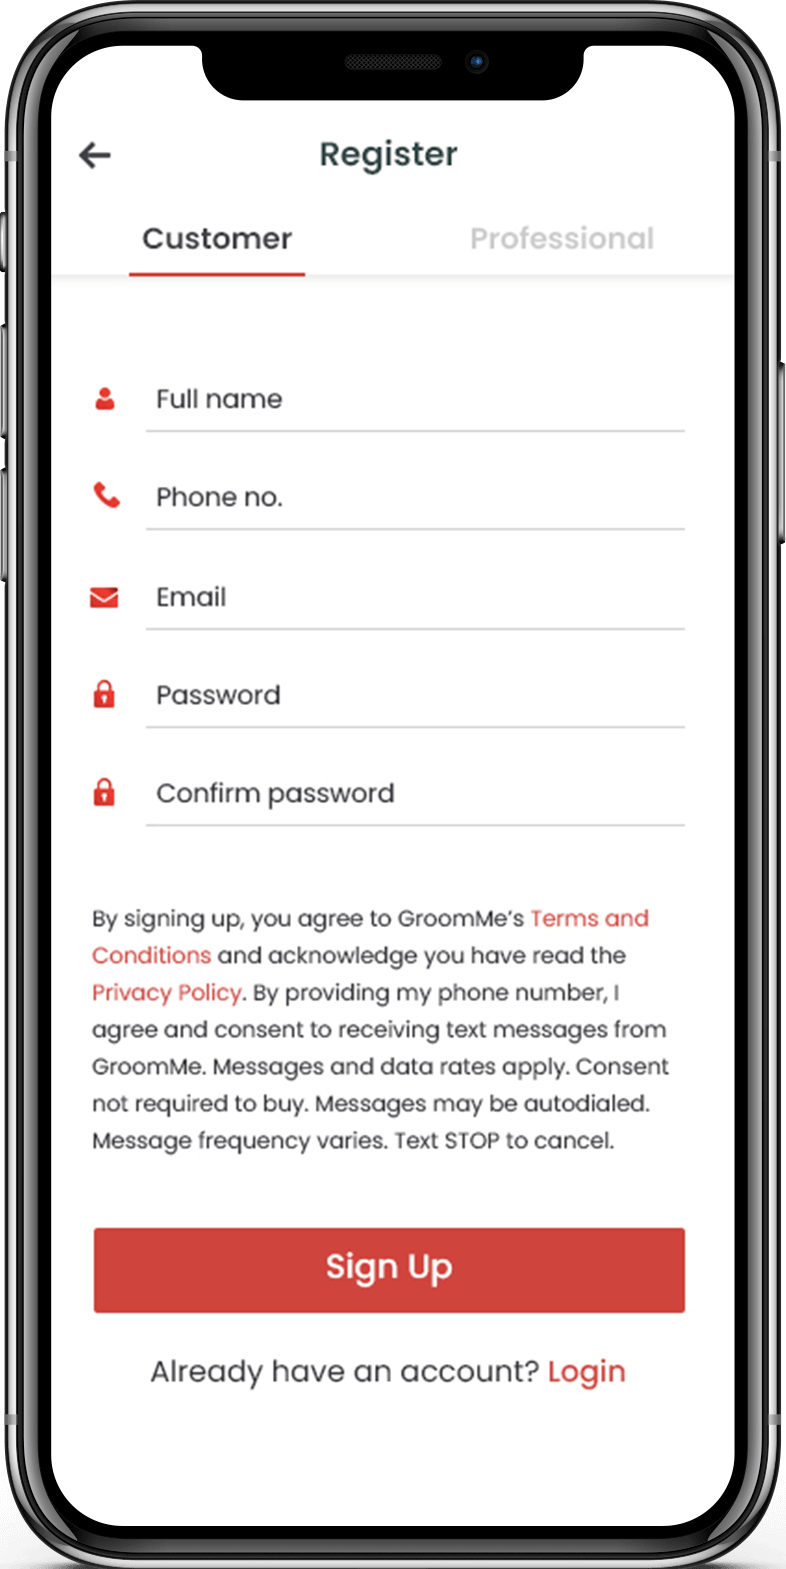 Register
Customer
Professional
Full name
Phone no.
Email
Password
Confirm password
By signing up, you agree to GroomMe's Terms and
Conditions and acknowledge you have read the
Privacy Policy. By providing my phone number, I
agree and consent to receiving text messages from
GroomMe. Messages and data rates apply. Consent
not required to buy. Messages may be autodialed.
Message frequency varies. Text STOP to cancel.
Sign Up
Already have an account? Login